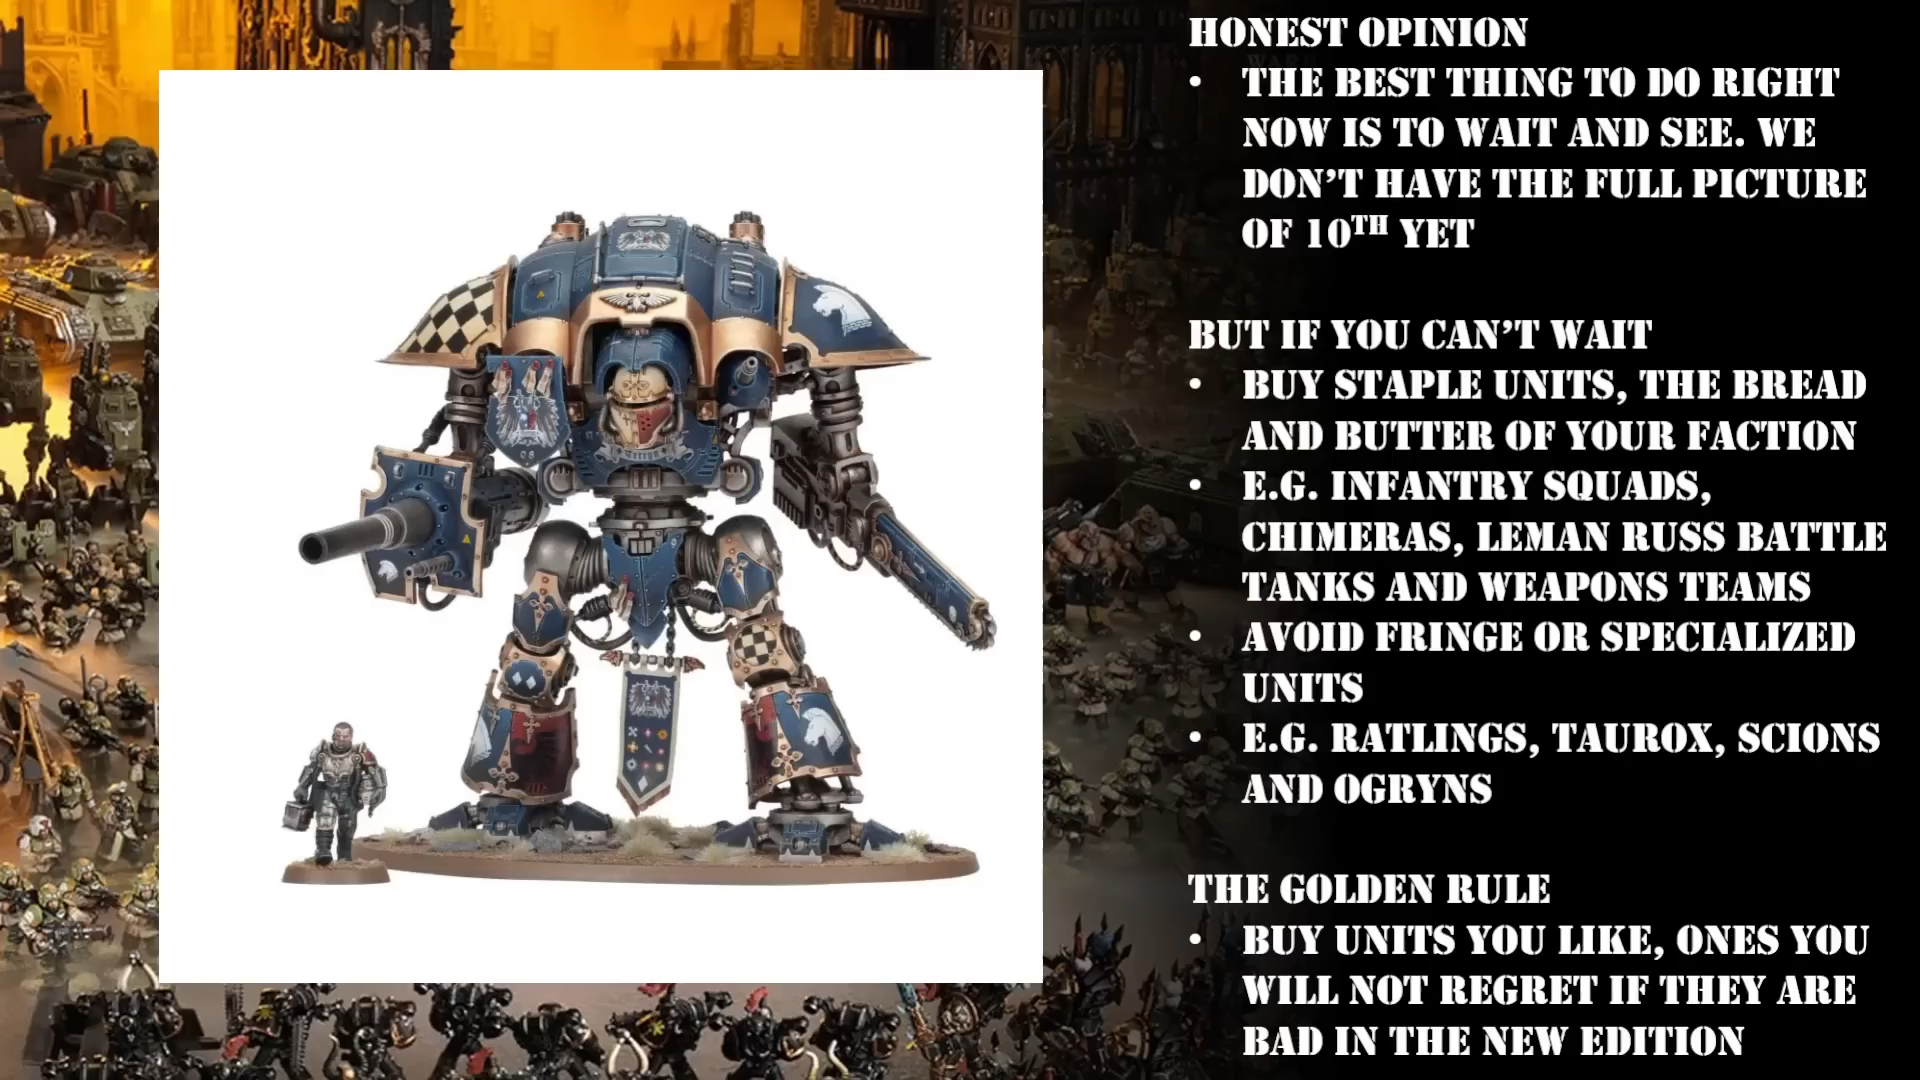 HONEST OPINION
• THE BEST THING TO DO RIGHT
NOW IS TO WAIT AND SEE. WE
DON'T HAVE THE FULL PICTURE
OF 10TH YET
BUT IF YOU CAN'T WAIT
• BUY STAPLE UNITS, THE BREAD
AND BUTTER OF YOUR FACTION
• E.G. INFANTRY SQUADS,
CHIMERAS, LEMAN RUSS BATTLE
TANKS AND WEAPONS TEAMS
• AVOID FRINGE OR SPECIALIZED
UNITS
• E.G. RATLINGS, TAUROX, SCIONS
AND OGRYNS
THE GOLDEN RULE
• BUY UNITS YOU LIKE, ONES YOU
WILL NOT REGRET IF THEY ARE
BAD IN THE NEW EDITION